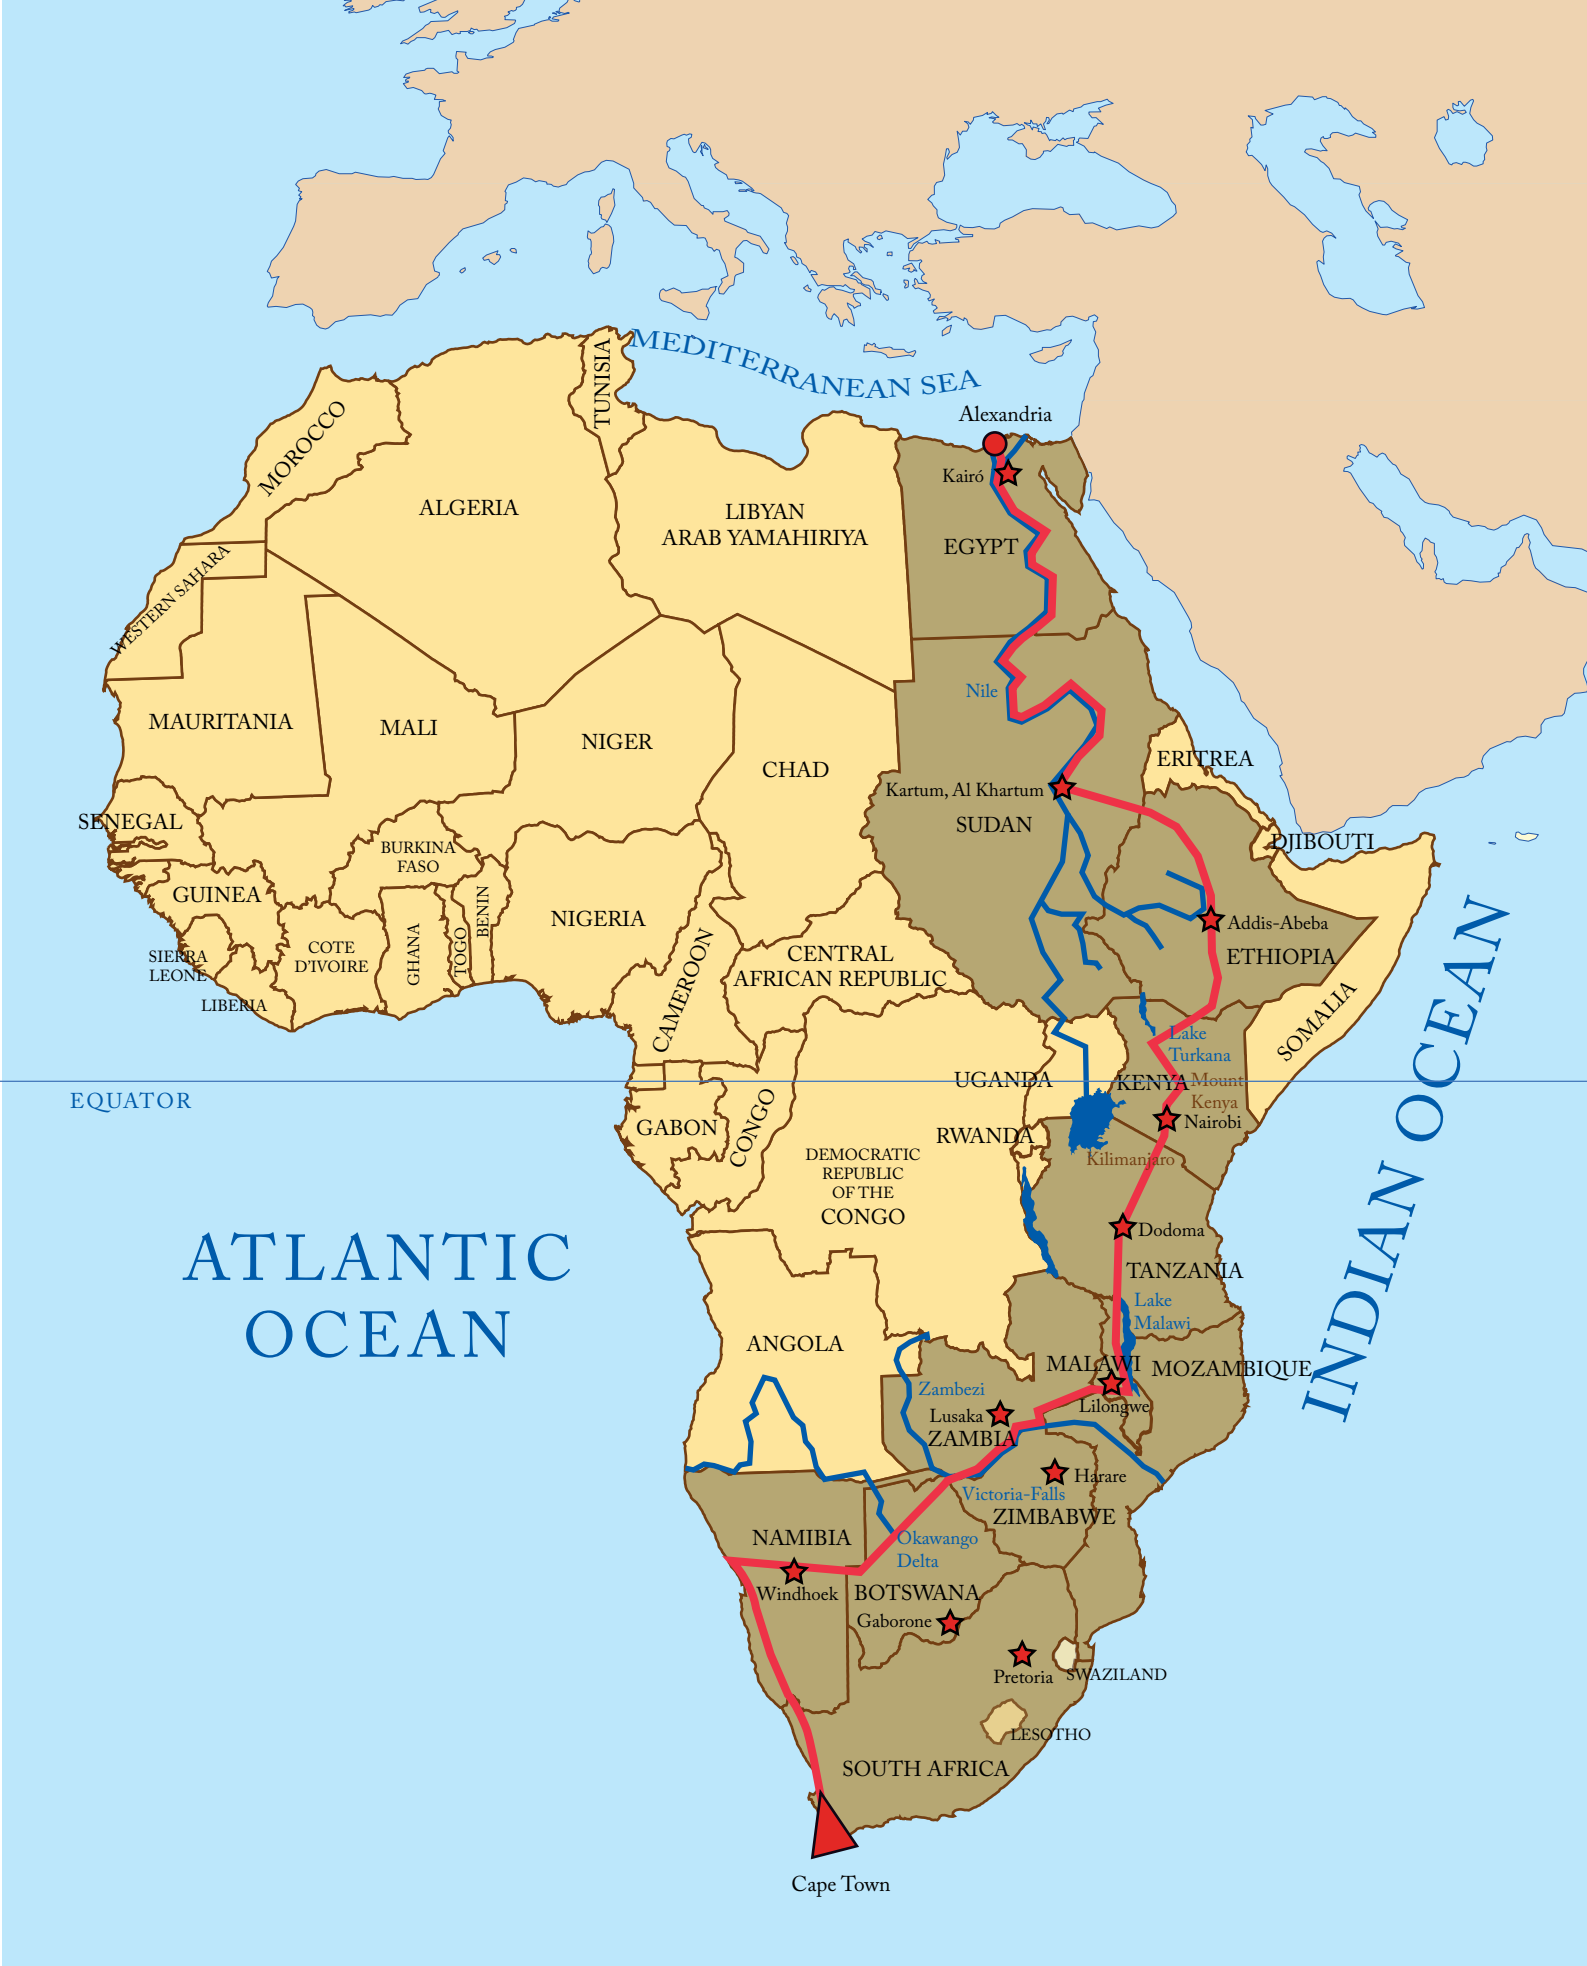 MEDITERRANEAN SEA
TUNISIA
MOROCCO
Alexandria
Kairó
ALGERIA
LIBYAN
ARAB YAMAHIRIYA
EGYPT
WESTERN SAHARA
Nile
MAURITANIA
MALI
NIGER
CHAD
ERITREA
Kartum, Al Khartum
SUDAN
SENEGAL
DJIBOUTI
BURKINA
FASO
GUINEA
BENIN
NIGERIA
Addis-Abeba
ETHIOPIA
SIERRA
LEONE
COTE
D'IVOIRE
GHANA
TOGO
CENTRAL
AFRICAN REPUBLIC
CAMEROON
LIBERIA
SOMALIA
Lake
Turkana
UGANDA
KENYA
Mount
Kenya
EQUATOR
Nairobi
GABON
CONGO
RWANDA
Kilimanjaro
DEMOCRATIC
REPUBLIC
OF THE
CONGO
INDIAN OCEAN
Dodoma
ATLANTIC
OCEAN
TANZANIA
Lake
Malawi
ANGOLA
MALAWI
MOZAMBIQUE
Zambezi
Lilongwe
Lusaka
ZAMBIA
Harare
Victoria-Falls
ZIMBABWE
NAMIBIA
Okawango
Delta
Windhoek
BOTSWANA
Gaborone
Pretoria
SWAZILAND
LESOTHO
SOUTH AFRICA
Cape Town